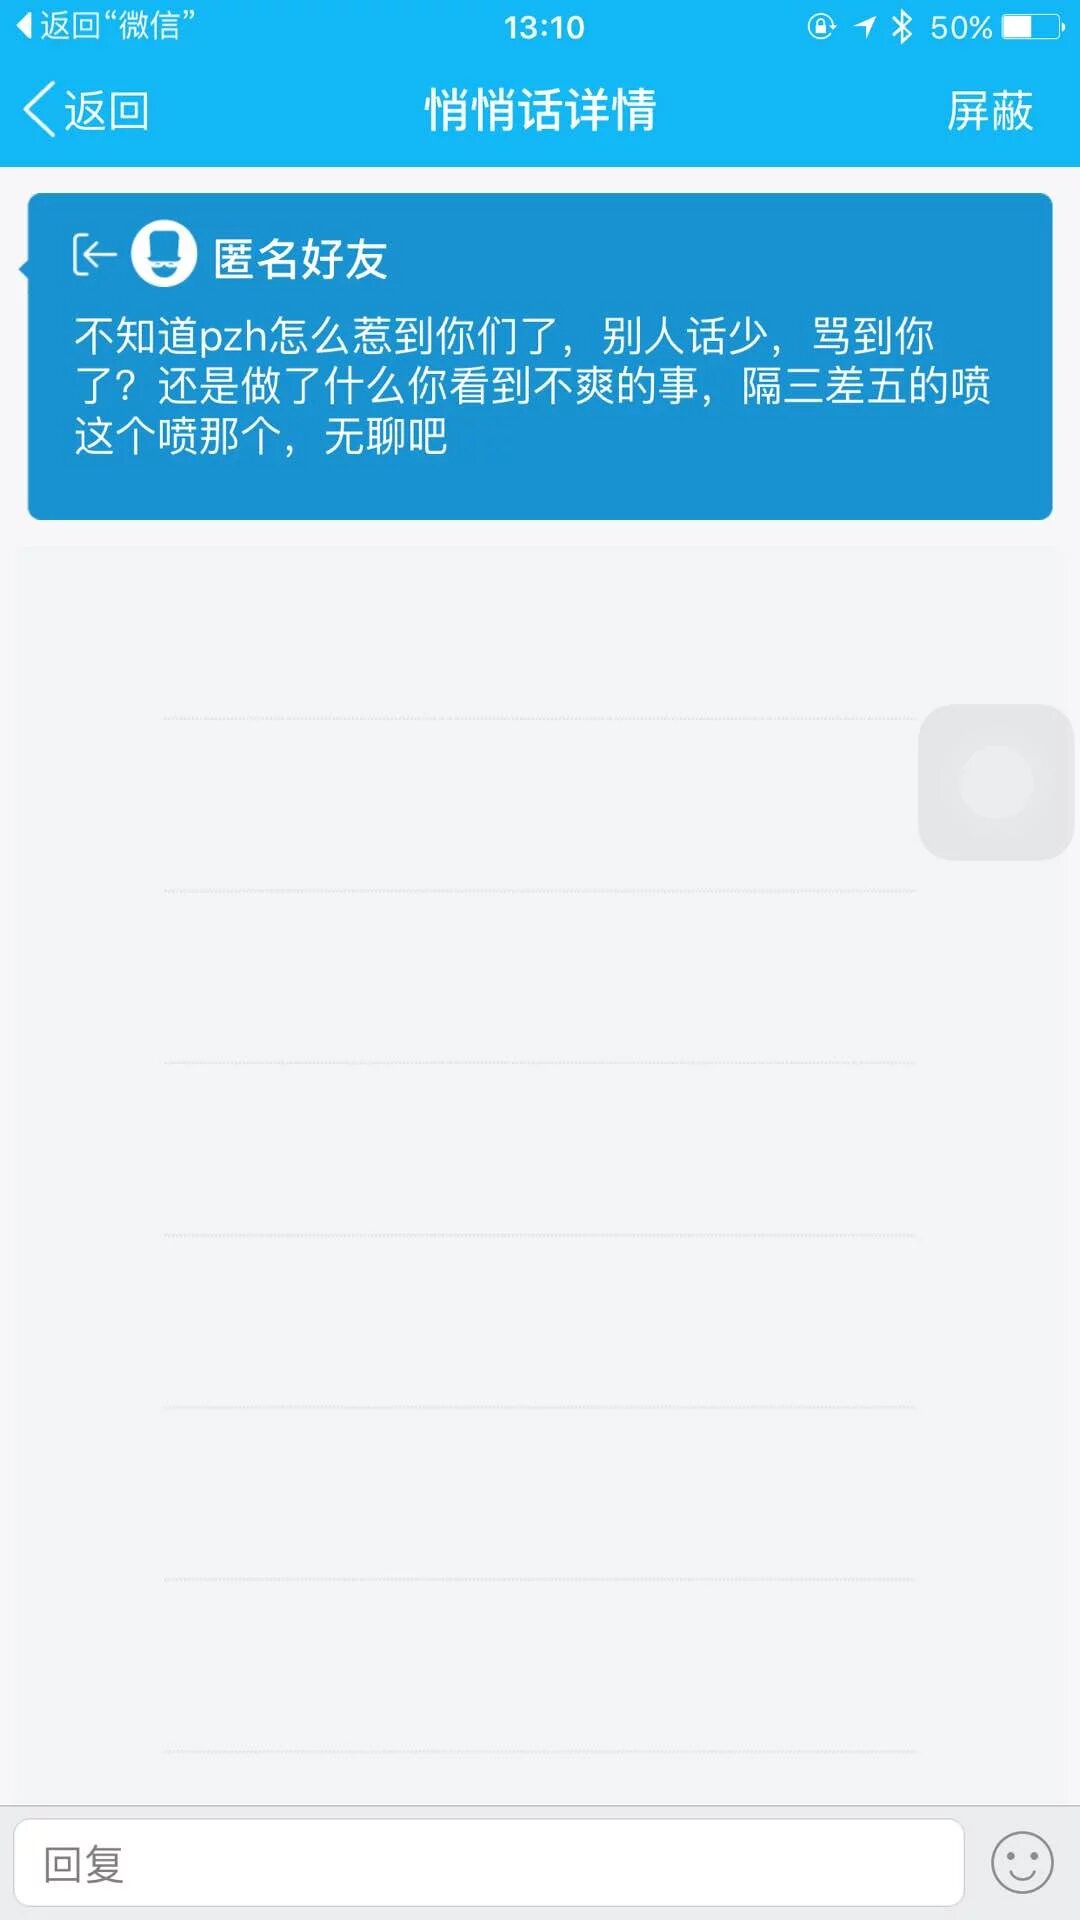 返回“微信”
13:10
50%
返回
悄悄话详情
屏蔽
匿名好友
不知道pzh怎么惹到你们了，别人话少，骂到你
了？还是做了什么你看到不爽的事，隔三差五的喷
这个喷那个，无聊吧
回复